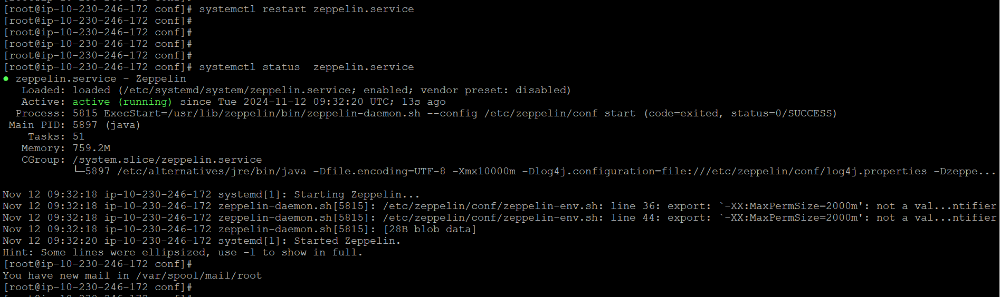 [root@ip-10-230-246-172 conf]#
[root@ip-10-230-246-172 conf]# systemctl restart zeppelin.service
[root@ip-10-230-246-172 conf]#
[root@ip-10-230-246-172 conf]#
[root@ip-10-230-246-172 conf]#
[root@ip-10-230-246-172 conf]#
[root@ip-10-230-246-172 conf]# systemctl status  zeppelin.service
● zeppelin.service - Zeppelin
   Loaded: loaded (/etc/systemd/system/zeppelin.service; enabled; vendor preset: disabled)
   Active: active (running) since Tue 2024-11-12 09:32:20 UTC; 13s ago
  Process: 5815 ExecStart=/usr/lib/zeppelin/bin/zeppelin-daemon.sh --config /etc/zeppelin/conf start (code=exited, status=0/SUCCESS)
 Main PID: 5897 (java)
    Tasks: 51
   Memory: 759.2M
   CGroup: /system.slice/zeppelin.service
           └─5897 /etc/alternatives/jre/bin/java -Dfile.encoding=UTF-8 -Xmx10000m -Dlog4j.configuration=file:///etc/zeppelin/conf/log4j.properties -Dzeppe...

Nov 12 09:32:18 ip-10-230-246-172 systemd[1]: Starting Zeppelin...
Nov 12 09:32:18 ip-10-230-246-172 zeppelin-daemon.sh[5815]: /etc/zeppelin/conf/zeppelin-env.sh: line 36: export: `-XX:MaxPermSize=2000m': not a val...ntifier
Nov 12 09:32:18 ip-10-230-246-172 zeppelin-daemon.sh[5815]: /etc/zeppelin/conf/zeppelin-env.sh: line 44: export: `-XX:MaxPermSize=2000m': not a val...ntifier
Nov 12 09:32:18 ip-10-230-246-172 zeppelin-daemon.sh[5815]: [28B blob data]
Nov 12 09:32:20 ip-10-230-246-172 systemd[1]: Started Zeppelin.
Hint: Some lines were ellipsized, use -l to show in full.
[root@ip-10-230-246-172 conf]#
You have new mail in /var/spool/mail/root
[root@ip-10-230-246-172 conf]#
[root@ip-10-230-246-172 conf]#